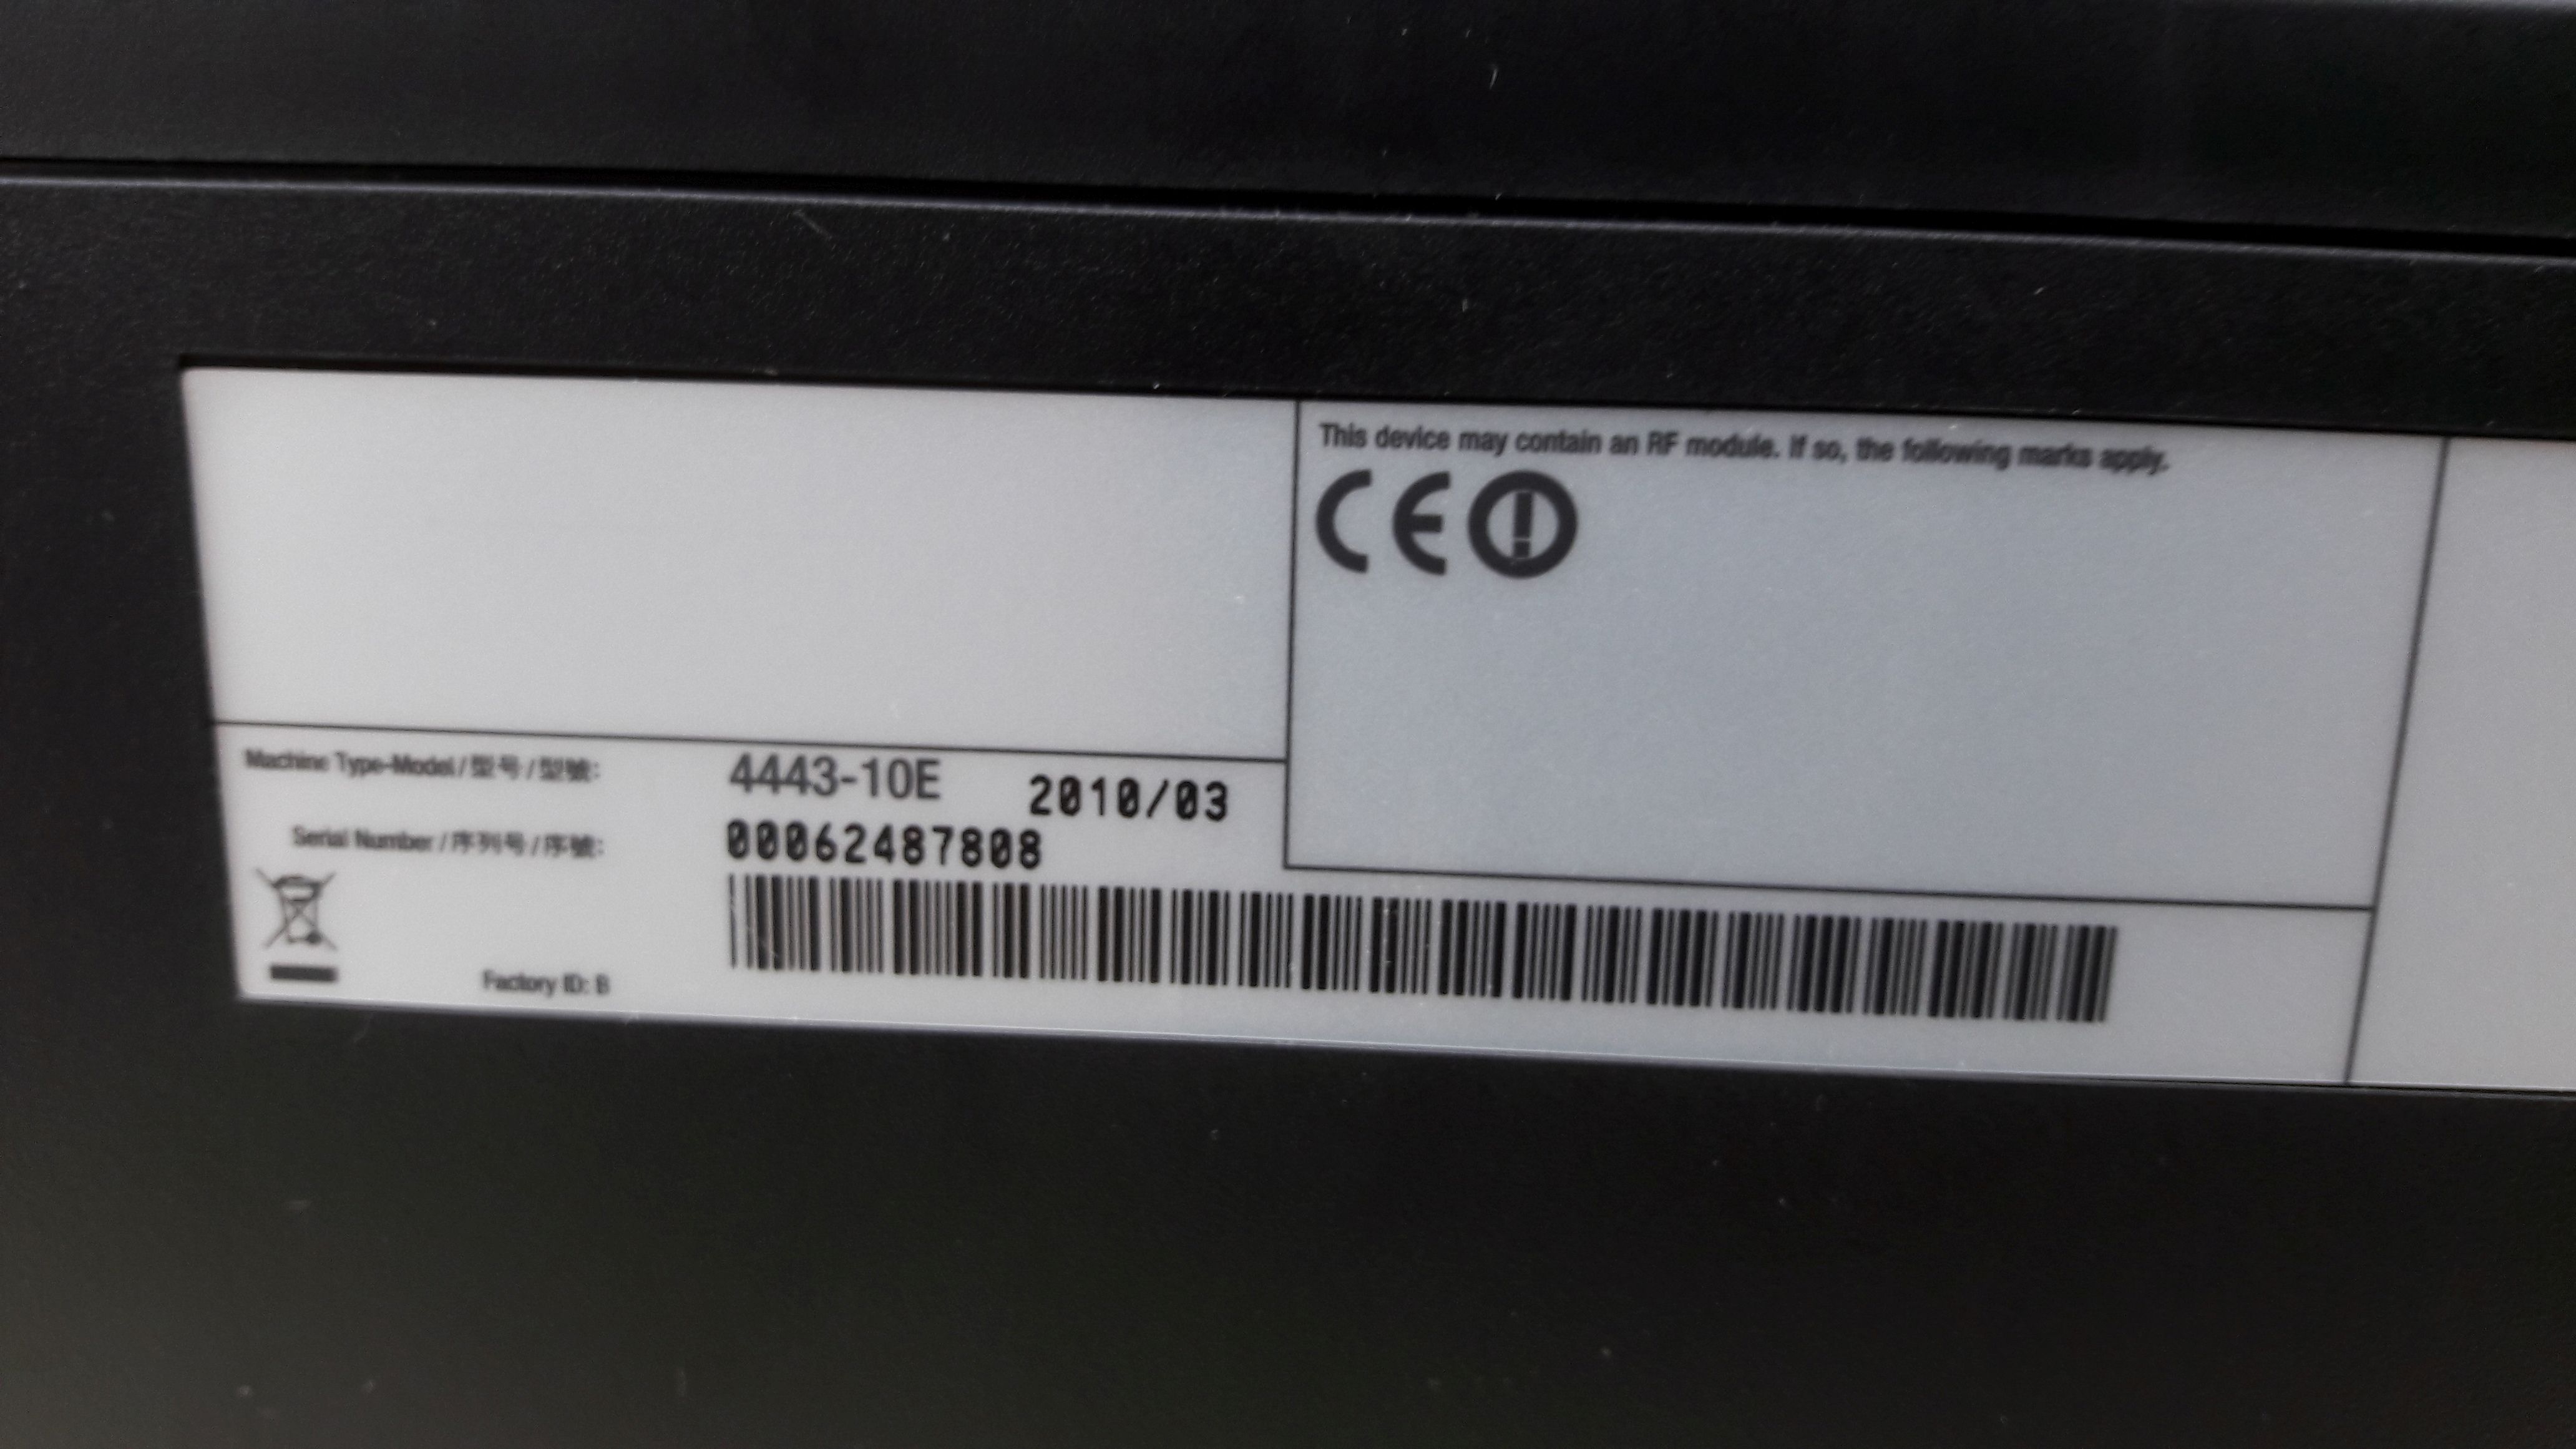 This device may contain an RF module. If so, the following marks apply.
CE
Machine Type-Model / 型号 / 型號: 4443-10E 2010/03
Serial Number / 序列号 / 序號: 00062487808
Factory ID: B